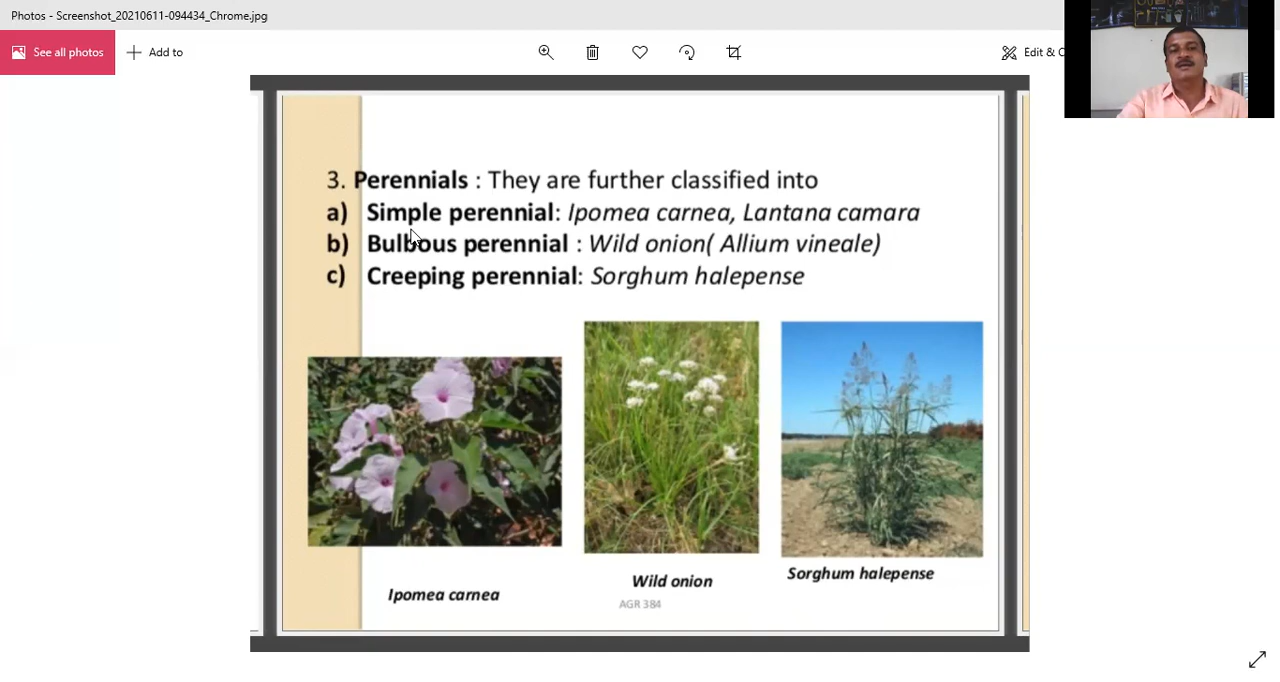 Photos - Screenshot_20210611-094434_Chrome.jpg
See all photos
Add to
Edit & C
3. Perennials : They are further classified into
a) Simple perennial: Ipomea carnea, Lantana camara
b) Bulbous perennial : Wild onion( Allium vineale)
c) Creeping perennial: Sorghum halepense
Ipomea carnea
Wild onion
Sorghum halepense
AGR 384